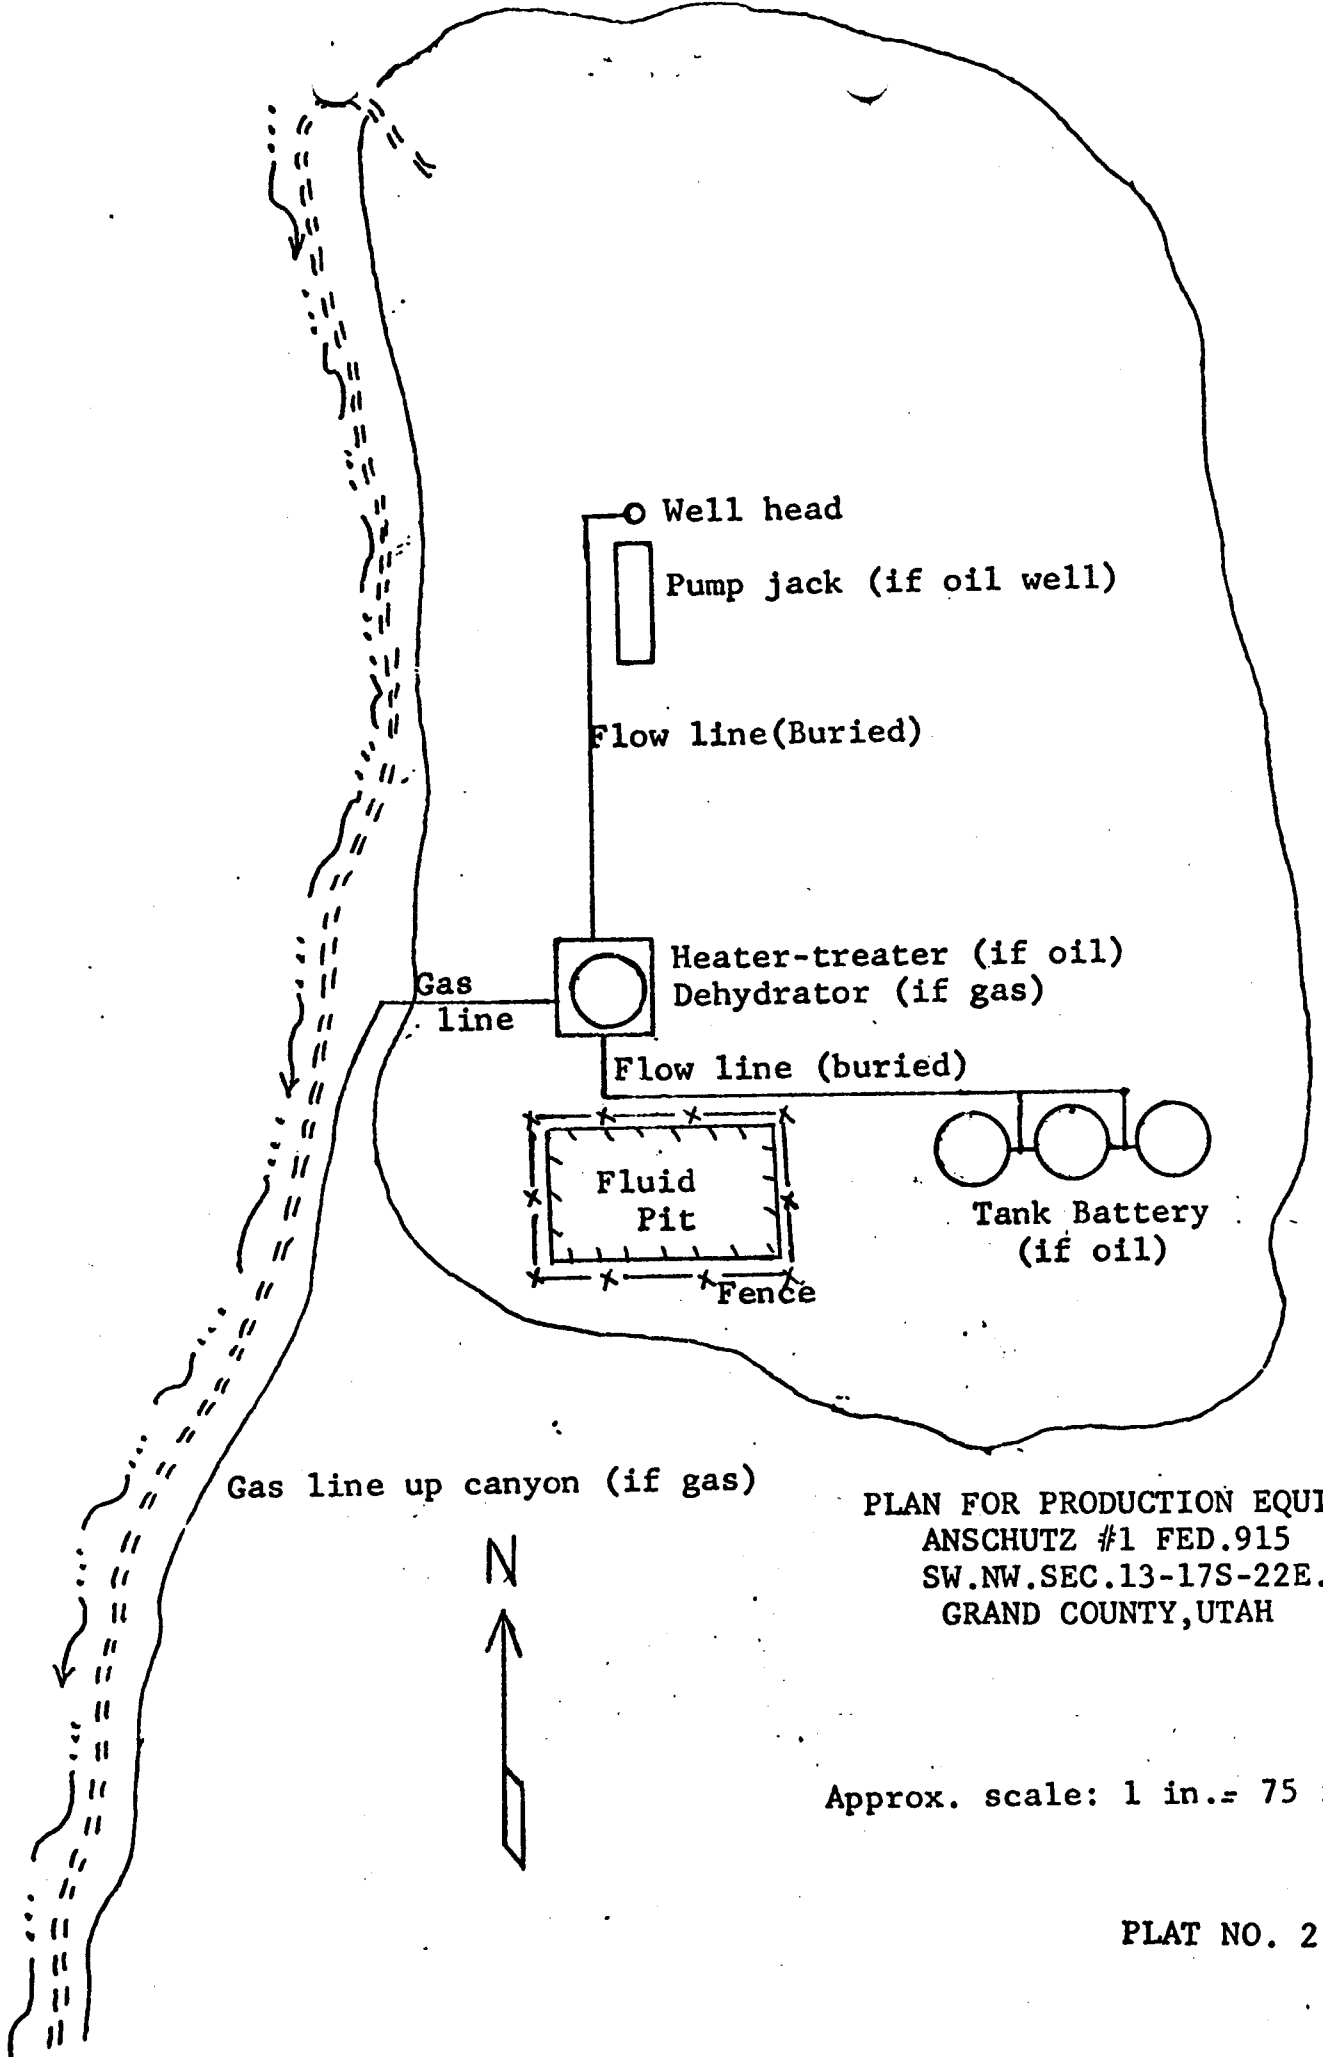 Well head
Pump jack (if oil well)
Flow line(Buried)
Heater-treater (if oil)
Dehydrator (if gas)
Gas
line
Flow line (buried)
Fluid
Pit
Tank Battery
(if oil)
Fence
Gas line up canyon (if gas)
N
PLAN FOR PRODUCTION EQUI
ANSCHUTZ #1 FED.915
SW.NW.SEC.13-17S-22E.
GRAND COUNTY,UTAH
Approx. scale: 1 in.= 75
PLAT NO. 2